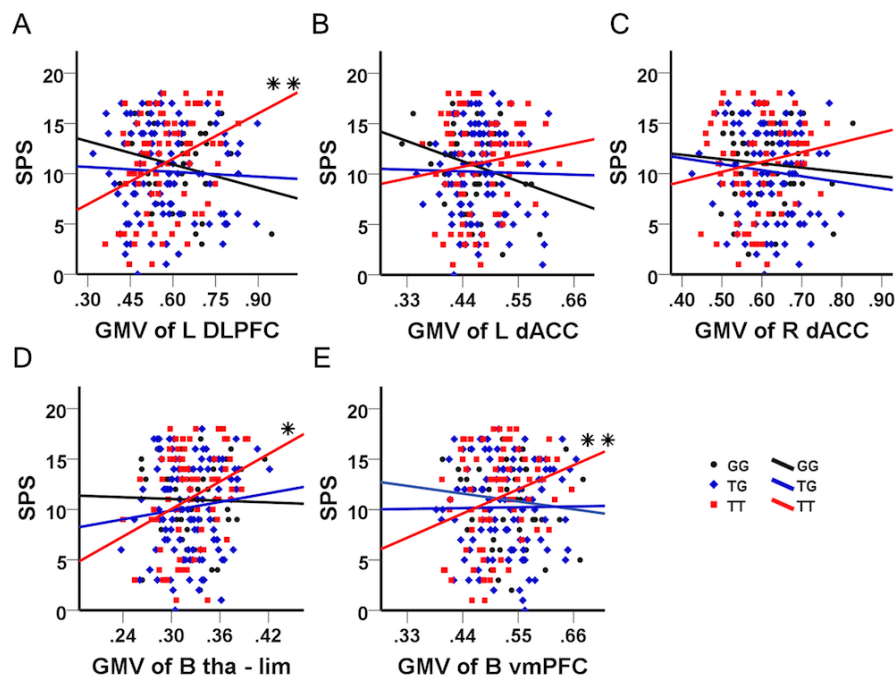 A
B
C
SPS
20
15
10
5
0
**
.30 .45 .60 .75 .90
GMV of L DLPFC
SPS
20
15
10
5
0
.33 .44 .55 .66
GMV of L dACC
SPS
20
15
10
5
0
.40 .50 .60 .70 .80 .90
GMV of R dACC
D
E
SPS
20
15
10
5
0
*
.24 .30 .36 .42
GMV of B tha - lim
SPS
20
15
10
5
0
**
.33 .44 .55 .66
GMV of B vmPFC
GG GG
TG TG
TT TT